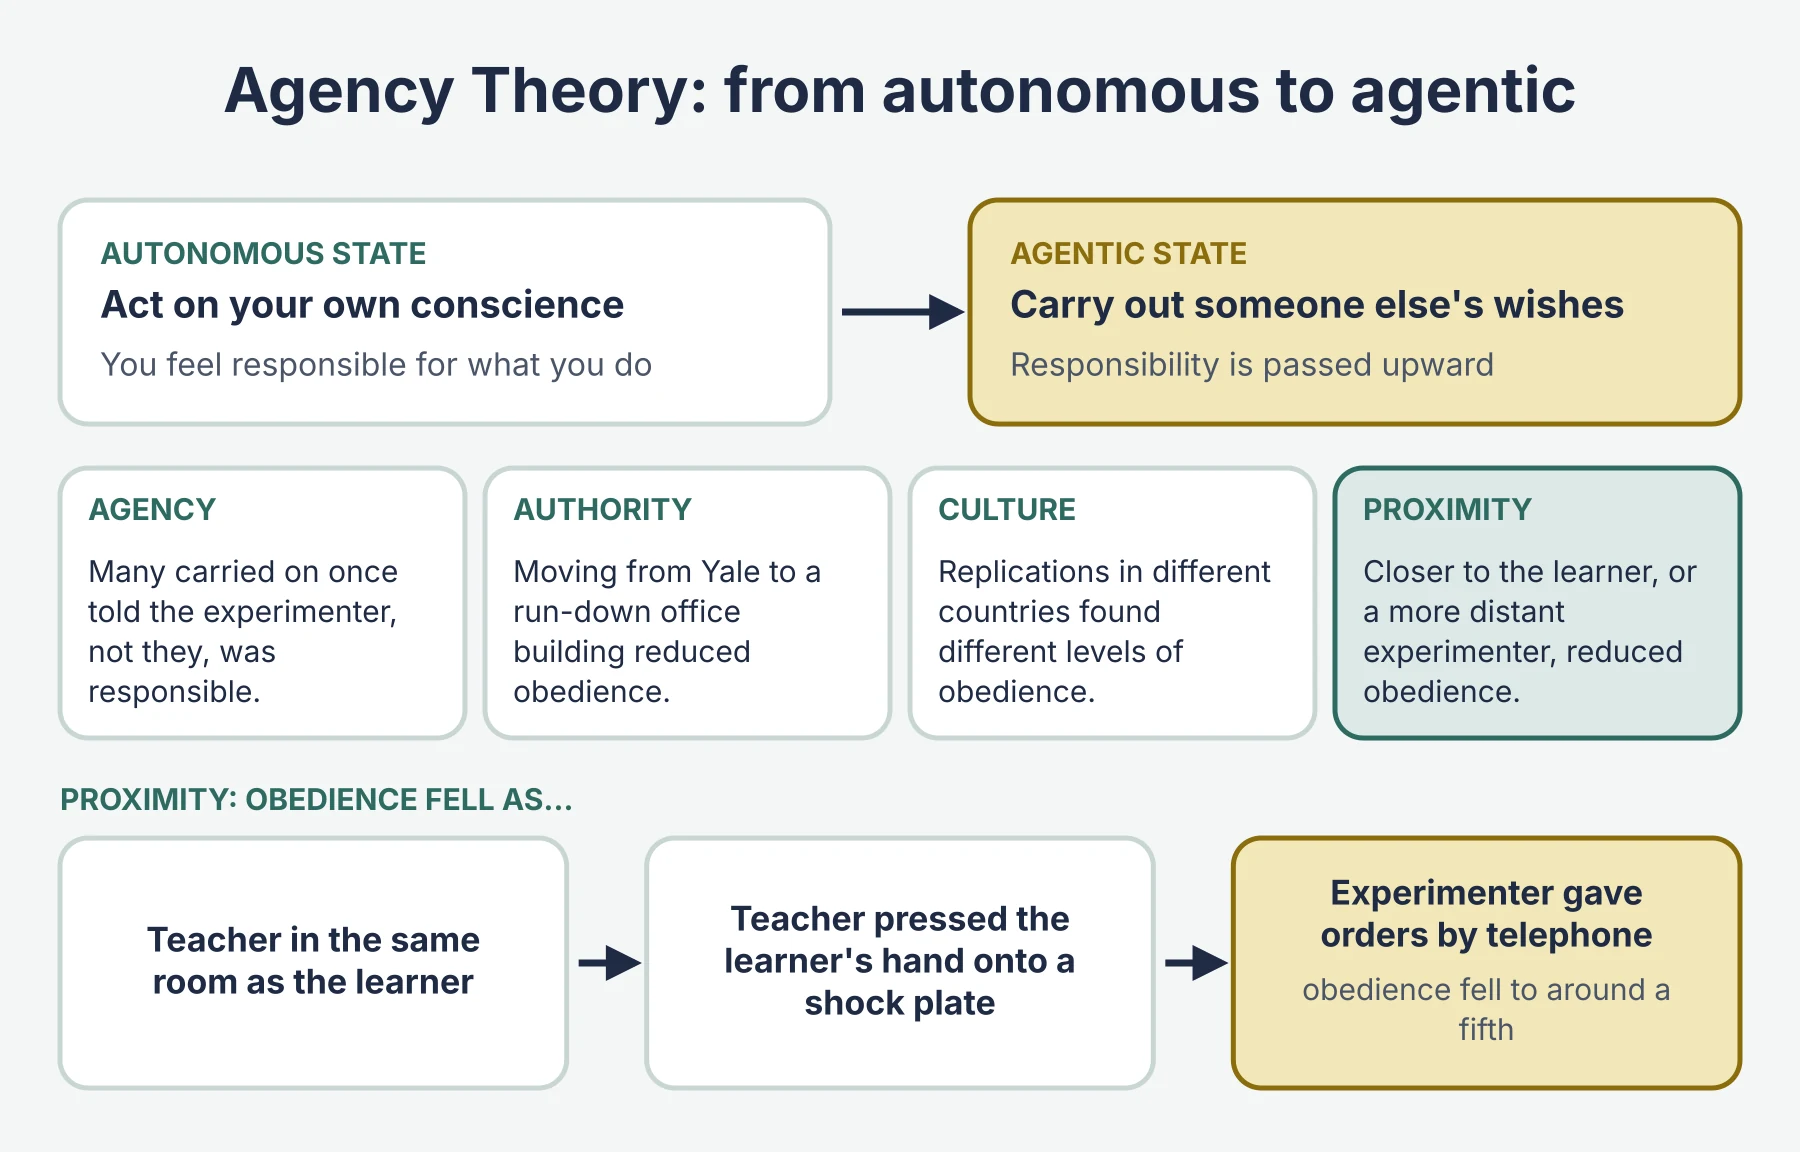 Agency Theory: from autonomous to agentic
AUTONOMOUS STATE
Act on your own conscience
You feel responsible for what you do
AGENTIC STATE
Carry out someone else's wishes
Responsibility is passed upward
AGENCY
Many carried on once
told the experimenter,
not they, was
responsible.
AUTHORITY
Moving from Yale to a
run-down office
building reduced
obedience.
CULTURE
Replications in different
countries found
different levels of
obedience.
PROXIMITY
Closer to the learner, or
a more distant
experimenter, reduced
obedience.
PROXIMITY: OBEDIENCE FELL AS...
Teacher in the same
room as the learner
Teacher pressed the
learner's hand onto a
shock plate
Experimenter gave
orders by telephone
obedience fell to around a
fifth